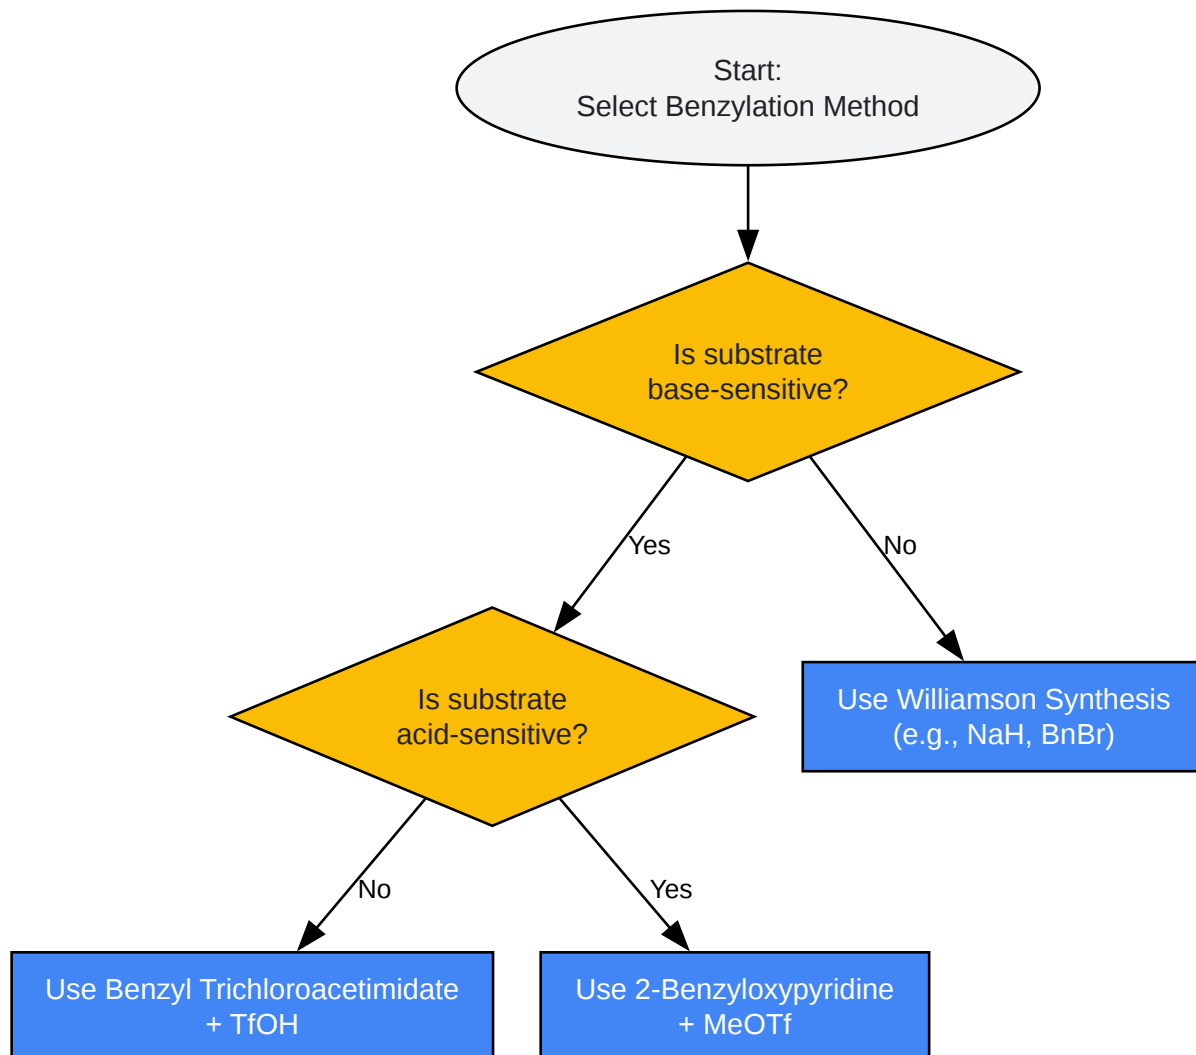 Start:
Select Benzylation Method
Is substrate
base-sensitive?
Yes
No
Is substrate
acid-sensitive?
Use Williamson Synthesis
(e.g., NaH, BnBr)
No
Yes
Use Benzyl Trichloroacetimidate
+ TfOH
Use 2-Benzyloxypyridine
+ MeOTf